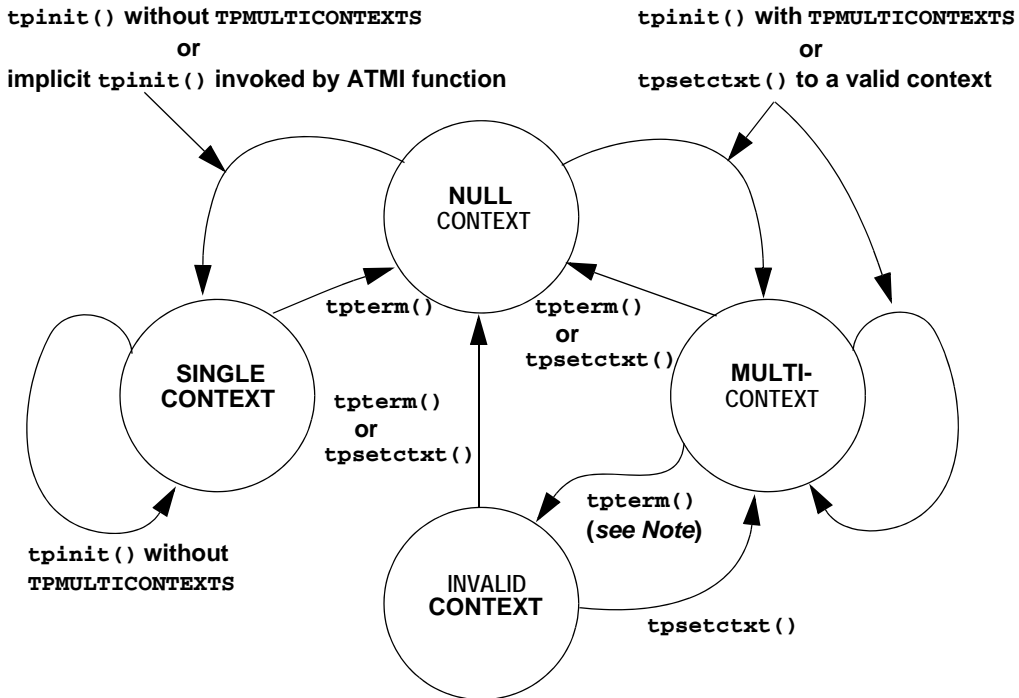 tpinit() without TPMULTICONTEXTS
or
implicit tpinit() invoked by ATMI function
tpinit() with TPMULTICONTEXTS
or
tpsetctxt() to a valid context
NULL
CONTEXT
tpterm()
tpterm()
or
tpsetctxt()
SINGLE
CONTEXT
MULTI-
CONTEXT
tpterm()
or
tpsetctxt()
tpterm()
(see Note)
tpinit() without
TPMULTICONTEXTS
INVALID
CONTEXT
tpsetctxt()